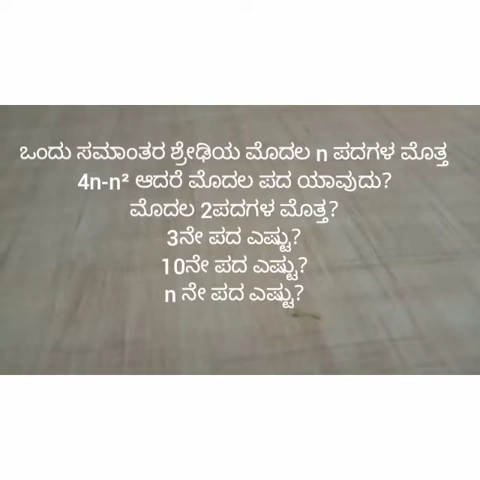 ಒಂದು ಸಮಾಂತರ ಶ್ರೇಢಿಯ ಮೊದಲ n ಪದಗಳ ಮೊತ್ತ
4n-n² ಆದರೆ ಮೊದಲ ಪದ ಯಾವುದು?
ಮೊದಲ 2ಪದಗಳ ಮೊತ್ತ?
3ನೇ ಪದ ಎಷ್ಟು?
10ನೇ ಪದ ಎಷ್ಟು?
n ನೇ ಪದ ಎಷ್ಟು?